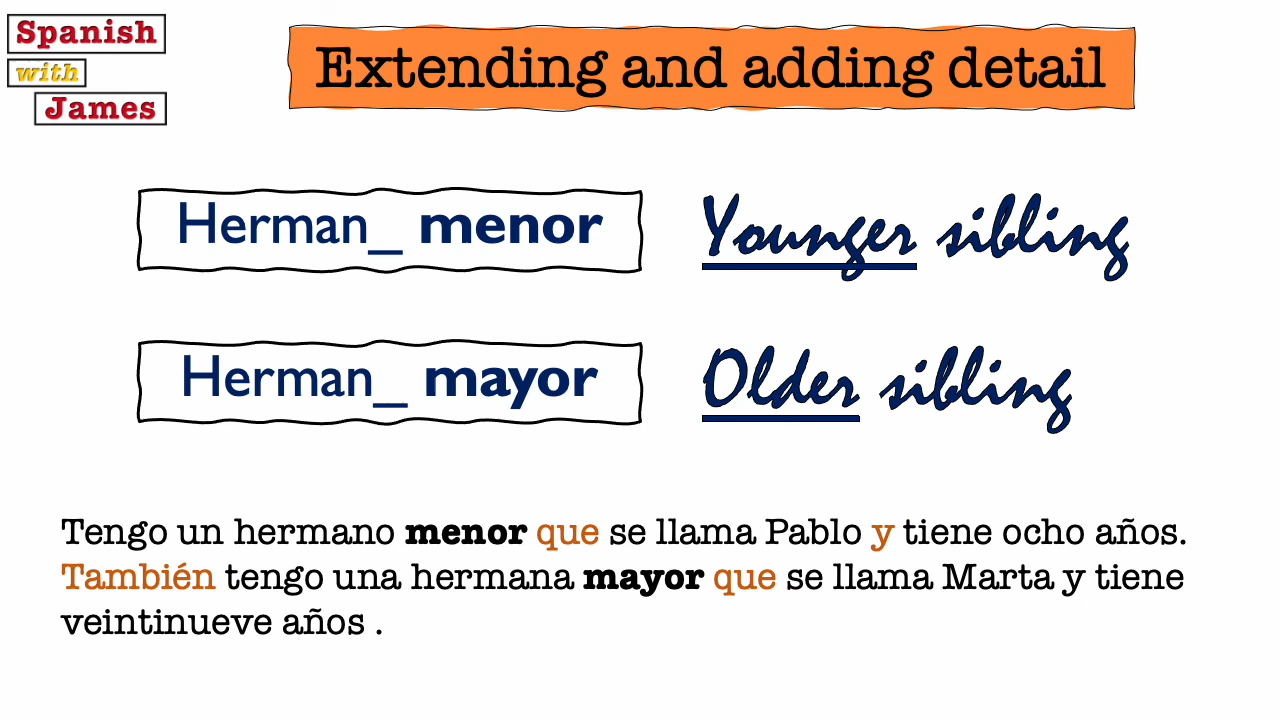 Spanish
with
James
Extending and adding detail
Herman_ menor
Younger sibling
Herman_ mayor
Older sibling
Tengo un hermano menor que se llama Pablo y tiene ocho años.
También tengo una hermana mayor que se llama Marta y tiene
veintinueve años .